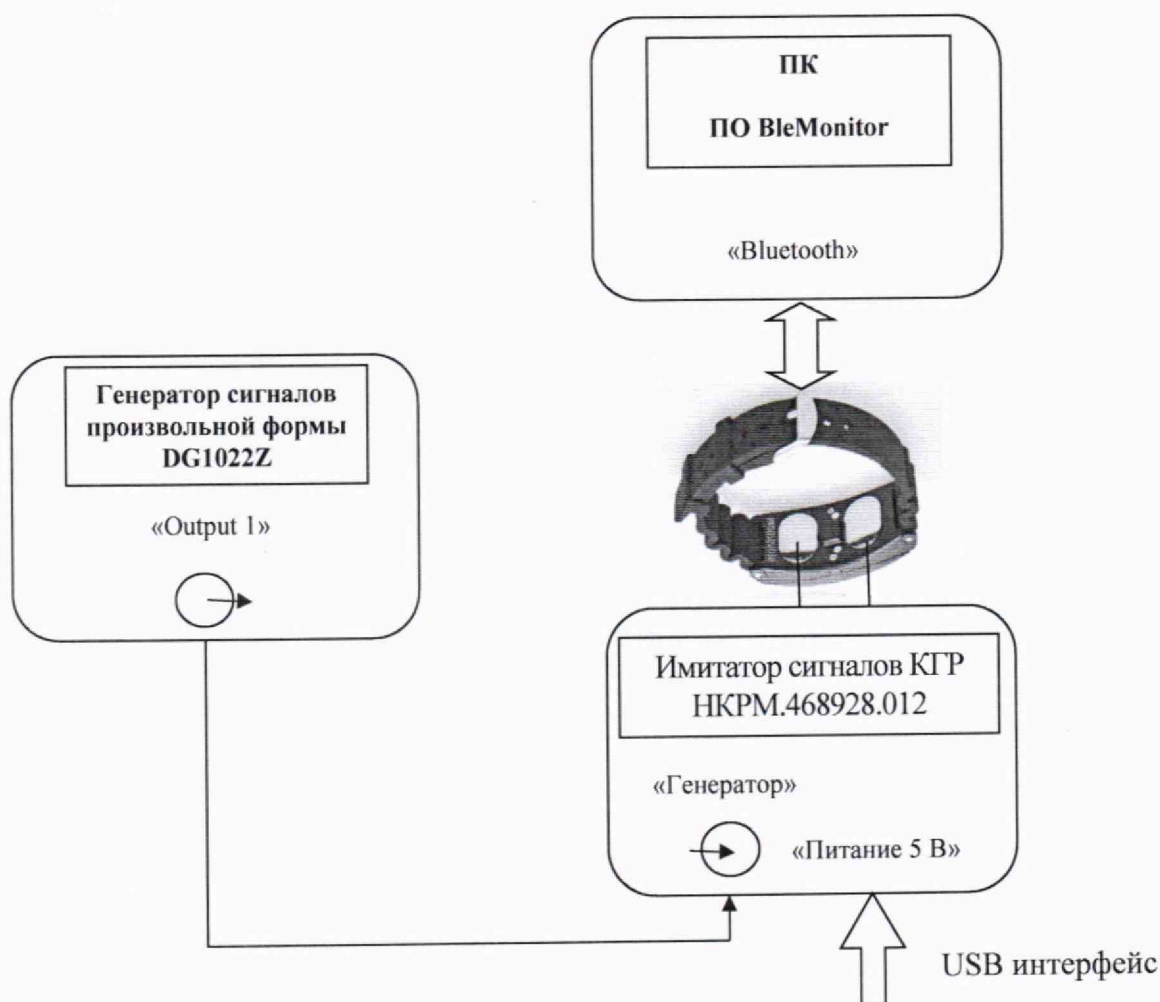 ПК
ПО BleMonitor
«Bluetooth»
Генератор сигналов
произвольной формы
DG1022Z
«Output 1»
Имитатор сигналов КГР
НКРМ.468928.012
«Генератор»
«Питание 5 В»
USB интерфейс